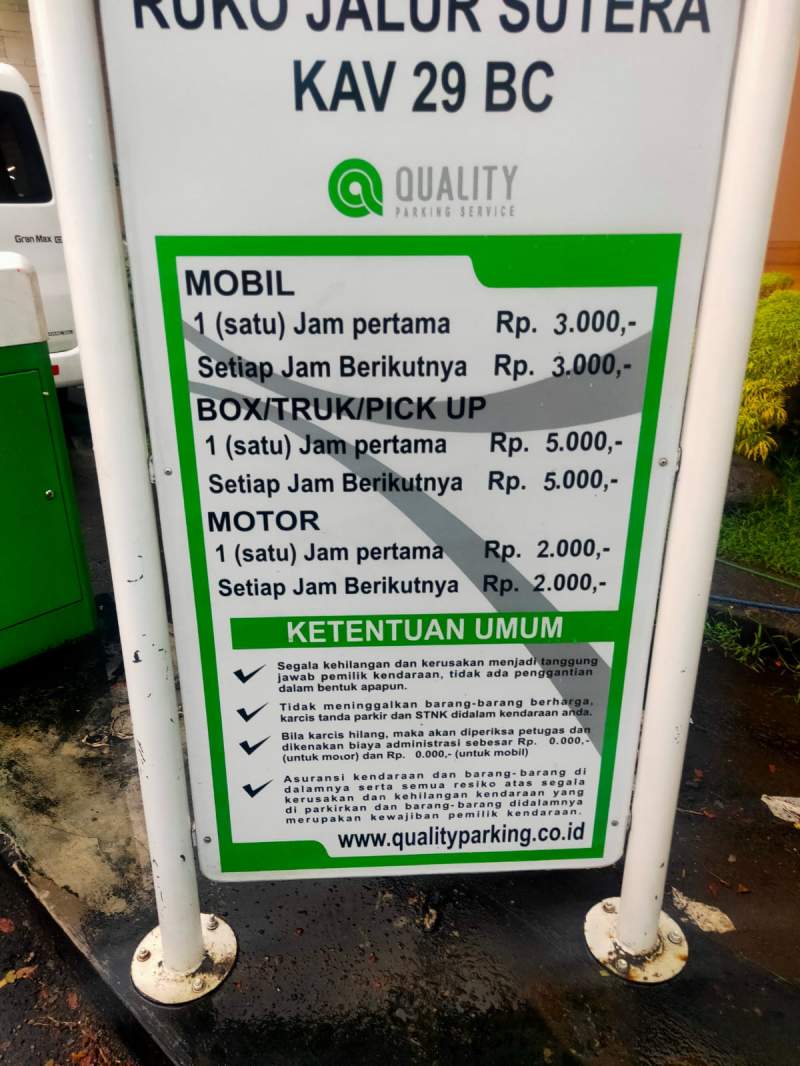 RUKO JALUR SUTERA
KAV 29 BC
QUALITY
PARKING SERVICE
Gran Max
MOBIL
1 (satu) Jam pertama Rp. 3.000,-
Setiap Jam Berikutnya Rp. 3.000,-
BOX/TRUK/PICK UP
1 (satu) Jam pertama Rp. 5.000,-
Setiap Jam Berikutnya Rp. 5.000,-
MOTOR
1 (satu) Jam pertama Rp. 2.000,-
Setiap Jam Berikutnya Rp. 2.000,-
KETENTUAN UMUM
Segala kehilangan dan kerusakan menjadi tanggung
jawab pemilik kendaraan, tidak ada penggantian
dalam bentuk apapun.
Tidak meninggalkan barang-barang berharga,
karcis tanda parkir dan STNK didalam kendaraan anda.
Bila karcis hilang, maka akan diperiksa petugas dan
dikenakan biaya administrasi sebesar Rp. 0.000,-
(untuk motor) dan Rp. 0.000,- (untuk mobil)
Asuransi kendaraan dan barang-barang di
dalamnya serta semua resiko atas segala
kerusakan dan kehilangan kendaraan yang
di parkirkan dan barang-barang didalamnya
merupakan kewajiban pemilik kendaraan.
www.qualityparking.co.id